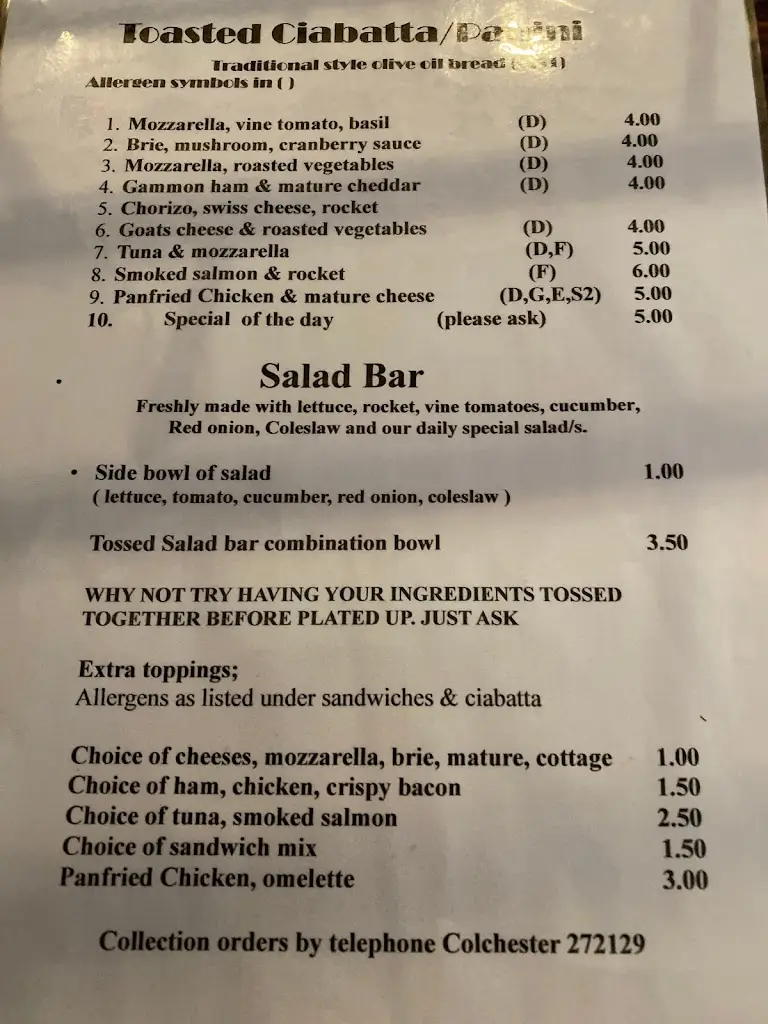 Toasted Ciabatta/Panini
Traditional style olive oil bread
Allergen symbols in ( )
1. Mozzarella, vine tomato, basil (D) 4.00
2. Brie, mushroom, cranberry sauce (D) 4.00
3. Mozzarella, roasted vegetables (D) 4.00
4. Gammon ham & mature cheddar (D) 4.00
5. Chorizo, swiss cheese, rocket
6. Goats cheese & roasted vegetables (D) 4.00
7. Tuna & mozzarella (D,F) 5.00
8. Smoked salmon & rocket (F) 6.00
9. Panfried Chicken & mature cheese (D,G,E,S2) 5.00
10. Special of the day (please ask) 5.00
Salad Bar
Freshly made with lettuce, rocket, vine tomatoes, cucumber,
Red onion, Coleslaw and our daily special salad/s.
• Side bowl of salad 1.00
( lettuce, tomato, cucumber, red onion, coleslaw )
Tossed Salad bar combination bowl 3.50
WHY NOT TRY HAVING YOUR INGREDIENTS TOSSED
TOGETHER BEFORE PLATED UP. JUST ASK
Extra toppings;
Allergens as listed under sandwiches & ciabatta
Choice of cheeses, mozzarella, brie, mature, cottage 1.00
Choice of ham, chicken, crispy bacon 1.50
Choice of tuna, smoked salmon 2.50
Choice of sandwich mix 1.50
Panfried Chicken, omelette 3.00
Collection orders by telephone Colchester 272129